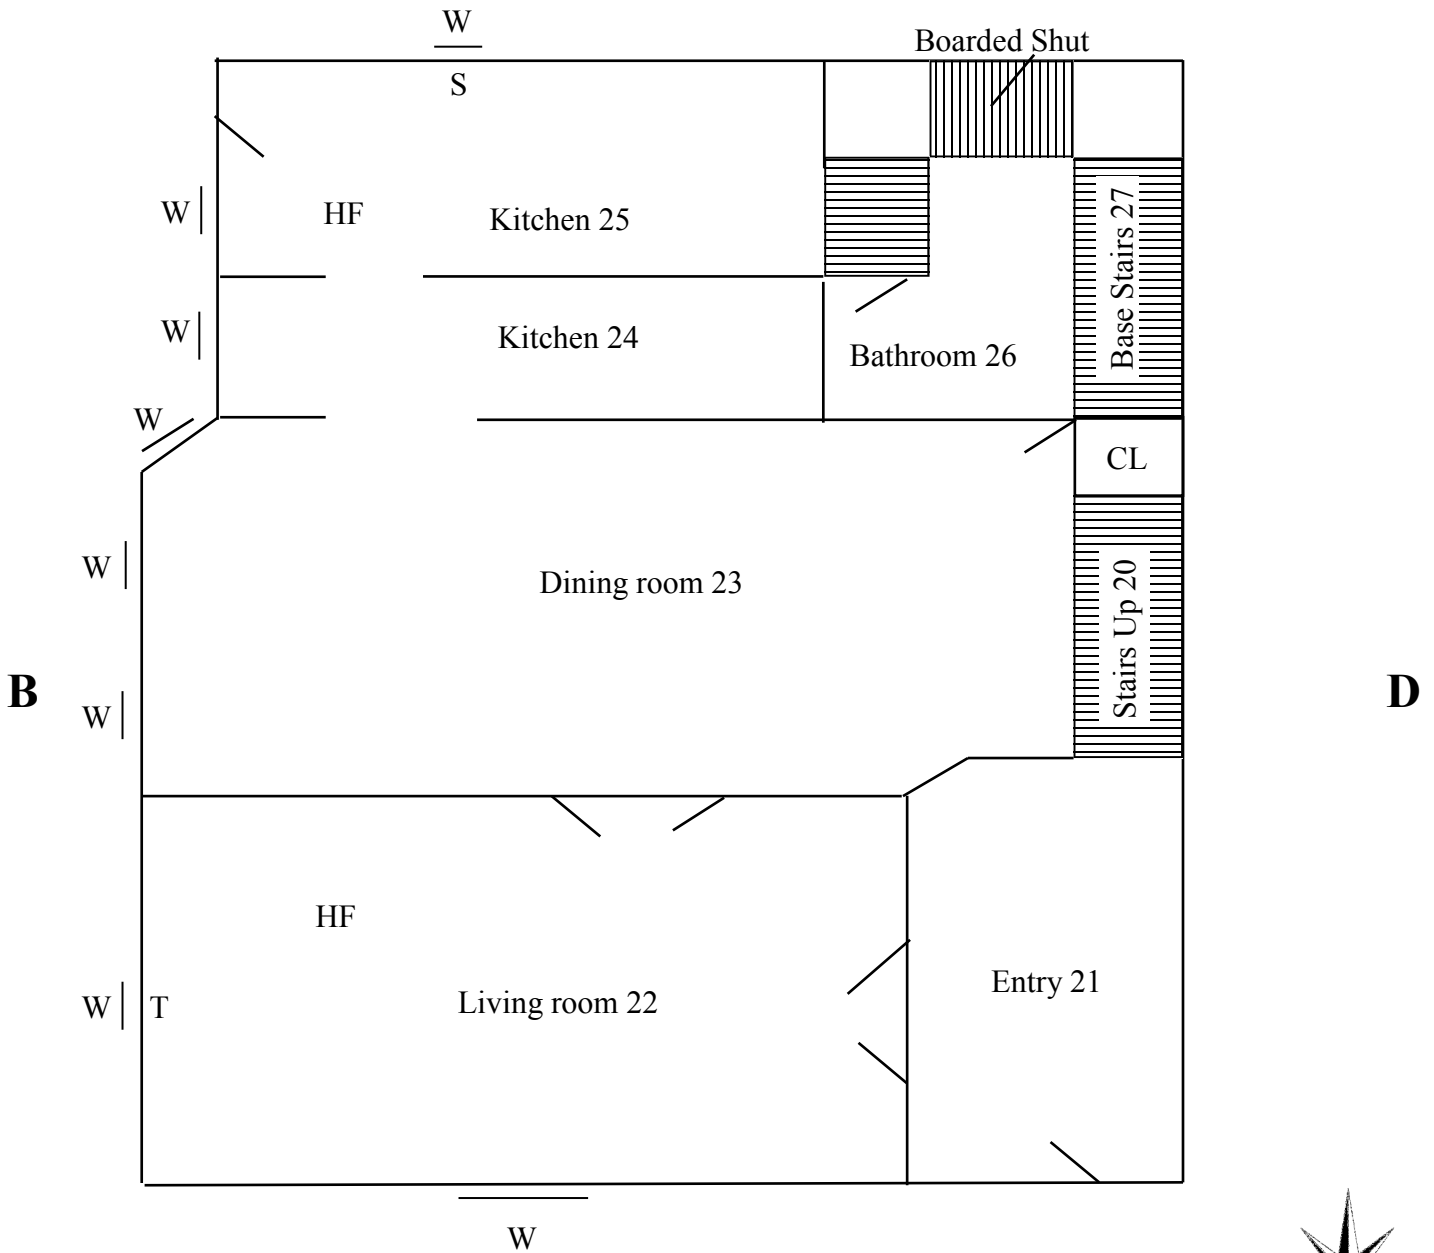 W
Boarded Shut
S
W
HF
Kitchen 25
Base Stairs 27
W
Kitchen 24
Bathroom 26
W
CL
W
Dining room 23
Stairs Up 20
B
D
W
HF
Entry 21
W
T
Living room 22
W